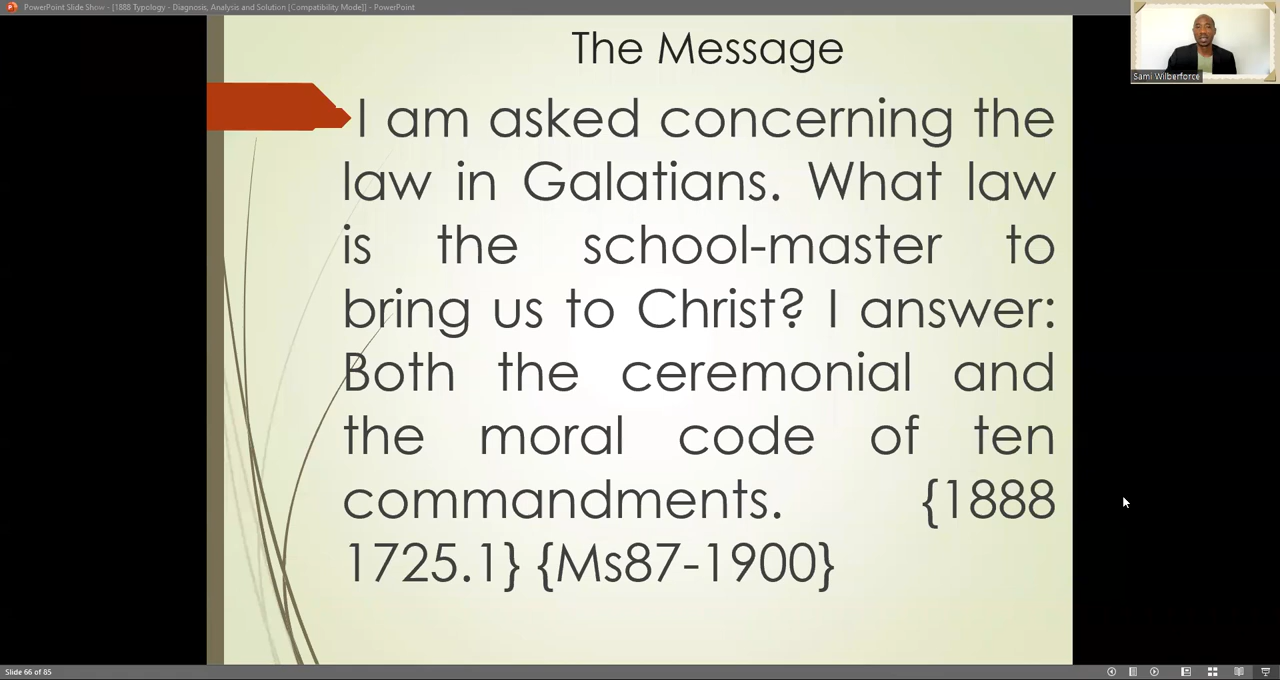 PowerPoint Slide Show - [1888 Typology - Diagnosis, Analysis and Solution [Compatibility Mode]] - PowerPoint
Sami Wilberforce
The Message
I am asked concerning the
law in Galatians. What law
is the school-master to
bring us to Christ? I answer:
Both the ceremonial and
the moral code of ten
commandments. {1888
1725.1} {Ms87-1900}
Slide 66 of 85